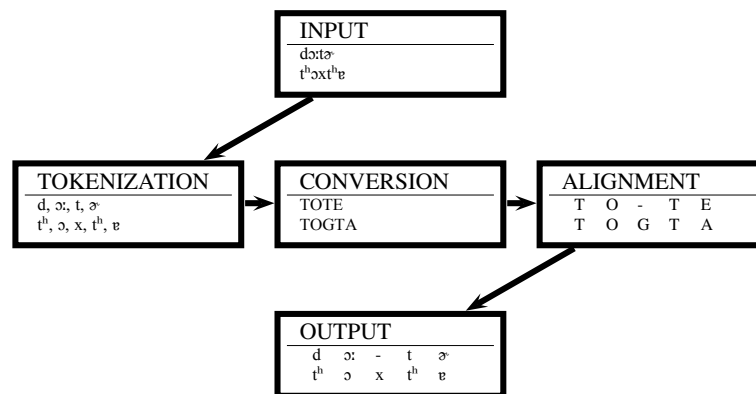 INPUT
dɔːtɚ
tʰɔxtʰɐ
TOKENIZATION
d, ɔː, t, ɚ
tʰ, ɔ, x, tʰ, ɐ
CONVERSION
TOTE
TOGTA
ALIGNMENT
T O - T E
T O G T A
OUTPUT
d ɔː - t ɚ
tʰ ɔ x tʰ ɐ